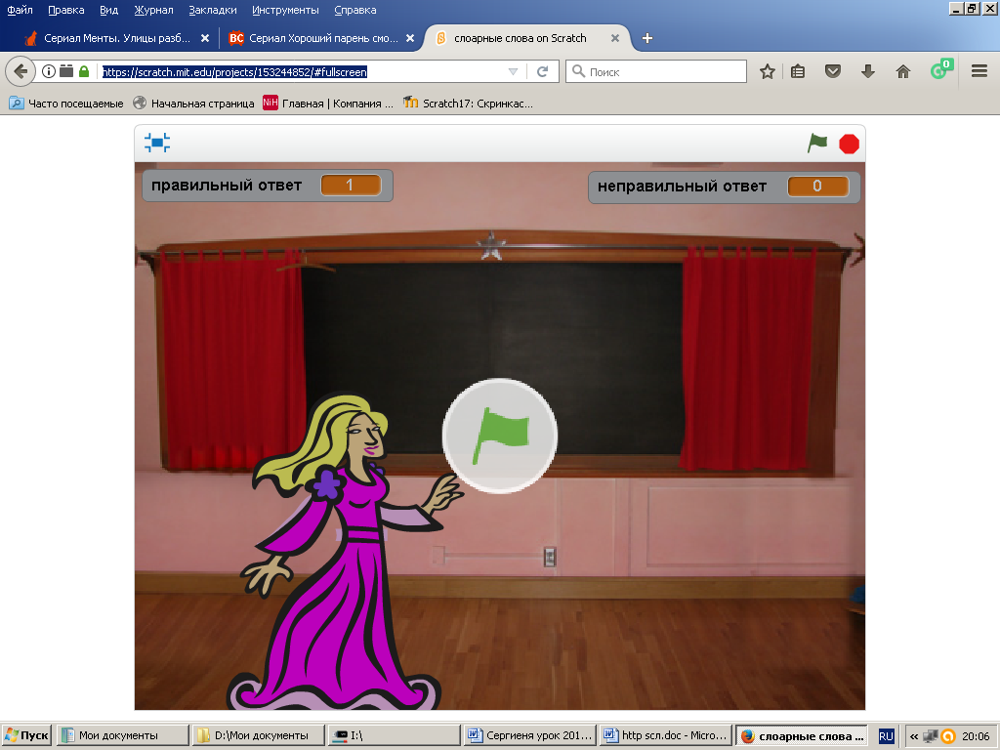 Файл Правка Вид Журнал Закладки Инструменты Справка
Сериал Менты. Улицы разб... ВС Сериал Хороший парень смо... слоарные слова on Scratch
https://scratch.mit.edu/projects/153244852/#fullscreen Поиск 0
Часто посещаемые Начальная страница NiH Главная | Компания ... Scratch17: Скринкас...
правильный ответ 1 неправильный ответ 0
Пуск Мои документы D:\Мои документы I:\ Сергиеня урок 201... http scn.doc - Micro... слоарные слова ... RU « 20:06